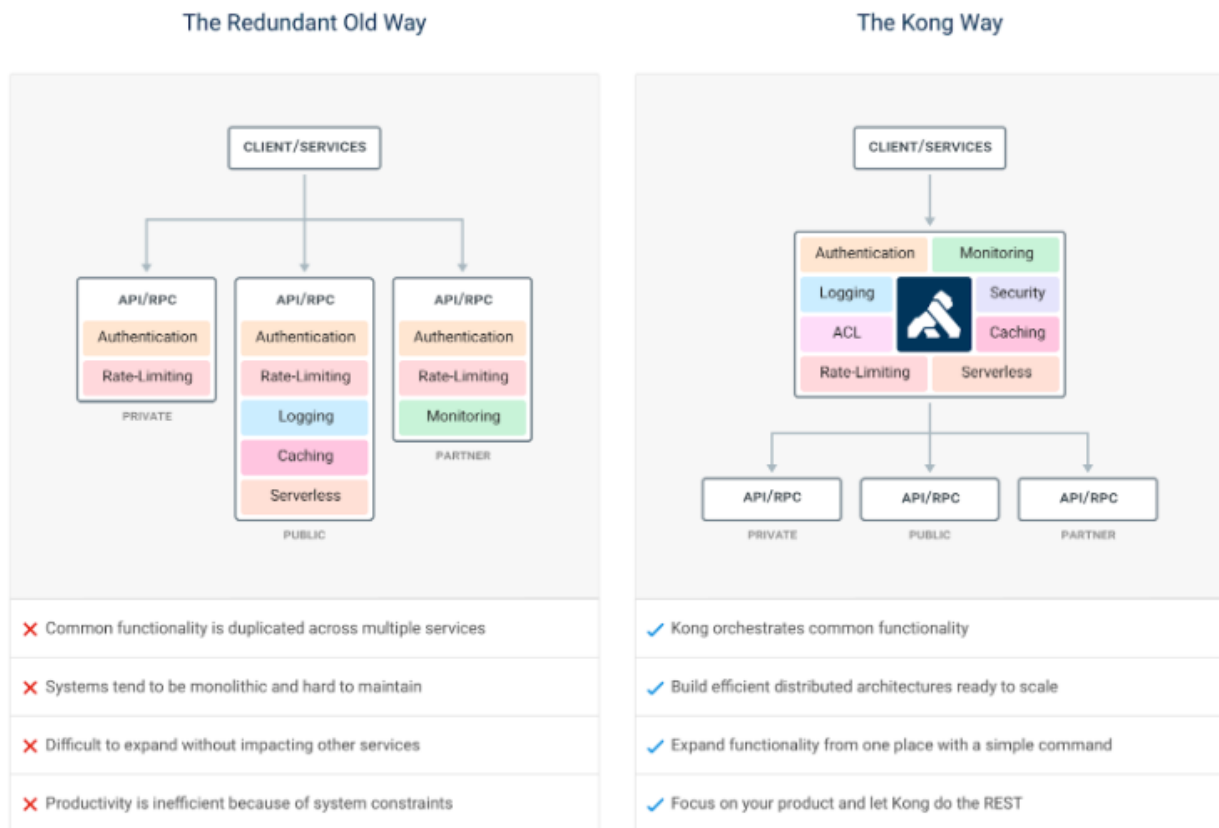 The Redundant Old Way
CLIENT/SERVICES
API/RPC
Authentication
Rate-Limiting
PRIVATE
API/RPC
Authentication
Rate-Limiting
Logging
Caching
Serverless
PUBLIC
API/RPC
Authentication
Rate-Limiting
Monitoring
PARTNER
Common functionality is duplicated across multiple services
Systems tend to be monolithic and hard to maintain
Difficult to expand without impacting other services
Productivity is inefficient because of system constraints
The Kong Way
CLIENT/SERVICES
Authentication Monitoring
Logging Security
ACL Caching
Rate-Limiting Serverless
API/RPC API/RPC API/RPC
PRIVATE PUBLIC PARTNER
Kong orchestrates common functionality
Build efficient distributed architectures ready to scale
Expand functionality from one place with a simple command
Focus on your product and let Kong do the REST